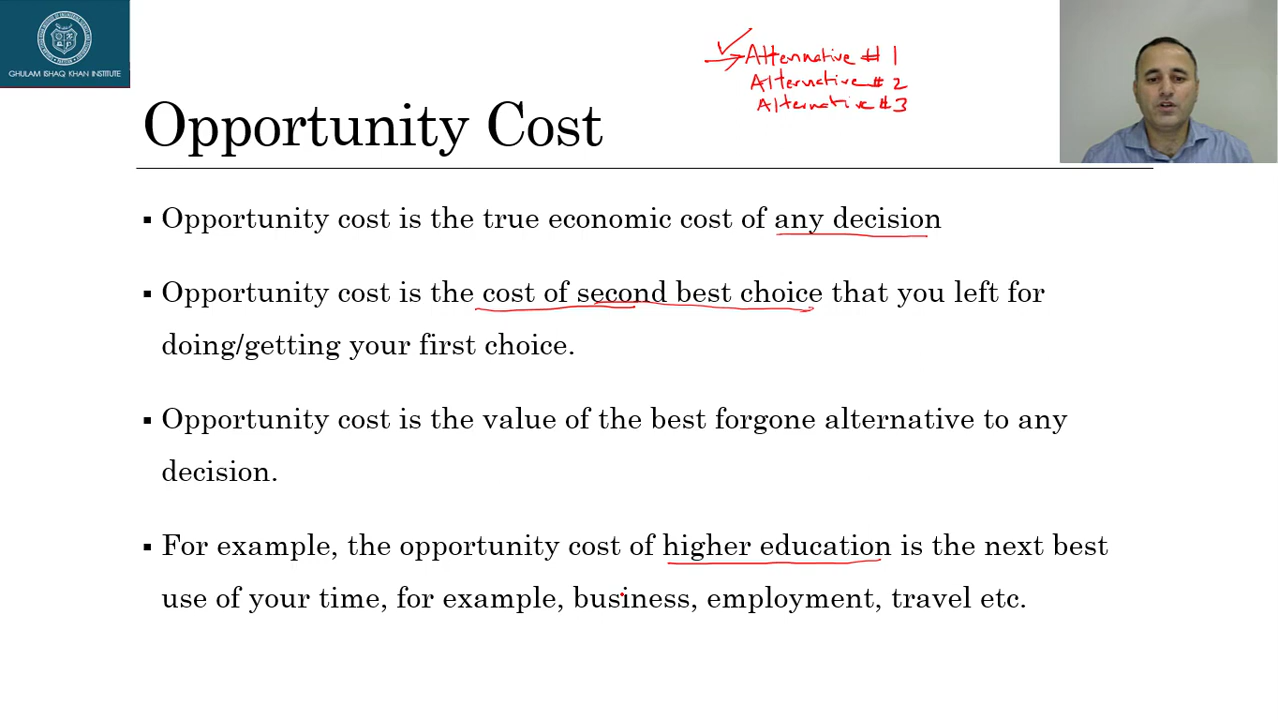 GHULAM ISHAQ KHAN INSTITUTE
Alternative # 1
Alternative # 2
Alternative # 3
Opportunity Cost
▪ Opportunity cost is the true economic cost of any decision
▪ Opportunity cost is the cost of second best choice that you left for
doing/getting your first choice.
▪ Opportunity cost is the value of the best forgone alternative to any
decision.
▪ For example, the opportunity cost of higher education is the next best
use of your time, for example, business, employment, travel etc.